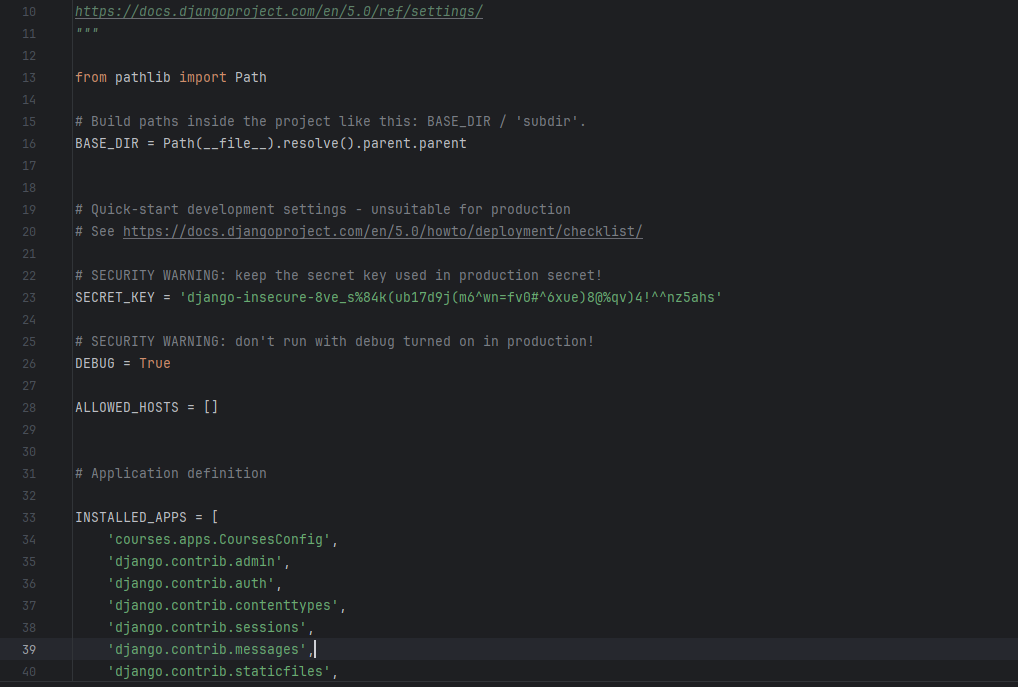 10 https://docs.djangoproject.com/en/5.0/ref/settings/
11 """
12
13 from pathlib import Path
14
15 # Build paths inside the project like this: BASE_DIR / 'subdir'.
16 BASE_DIR = Path(__file__).resolve().parent.parent
17
18
19 # Quick-start development settings - unsuitable for production
20 # See https://docs.djangoproject.com/en/5.0/howto/deployment/checklist/
21
22 # SECURITY WARNING: keep the secret key used in production secret!
23 SECRET_KEY = 'django-insecure-8ve_s%84k(ub17d9j(m6^wn=fv0#^6xue)8@%qv)4!^^nz5ahs'
24
25 # SECURITY WARNING: don't run with debug turned on in production!
26 DEBUG = True
27
28 ALLOWED_HOSTS = []
29
30
31 # Application definition
32
33 INSTALLED_APPS = [
34     'courses.apps.CoursesConfig',
35     'django.contrib.admin',
36     'django.contrib.auth',
37     'django.contrib.contenttypes',
38     'django.contrib.sessions',
39     'django.contrib.messages',
40     'django.contrib.staticfiles',